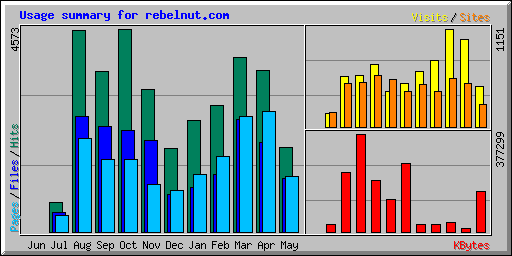 Usage summary for rebelnut.com
Visits/Sites
4573
1151
Pages/Files/Hits
377299
Jun Jul Aug Sep Oct Nov Dec Jan Feb Mar Apr May
KBytes